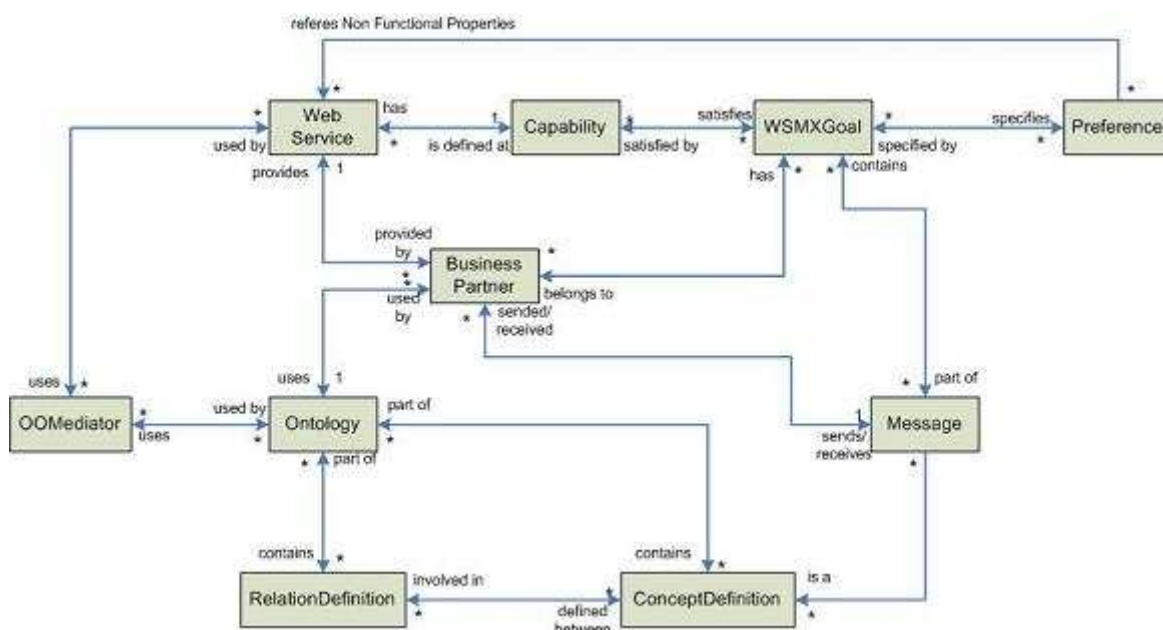 referes Non Functional Properties
*
*
*
Web
Service
has
*
1
Capability
*
satisfies
*
WSMXGoal
*
specifies
*
Preference
used by
is defined at
satisfied by
specified by
provides
1
has
*
*
contains
provided
by
*
Business
Partner
*
belongs to
*
used
by
sended/
received
*
uses
1
uses
*
*
part of
OOMediator
*
uses
used by
*
Ontology
part of
*
1
sends/
receives
Message
*
*
part of
contains
*
contains
*
is a
*
RelationDefinition
involved in
*
*
defined
between
ConceptDefinition